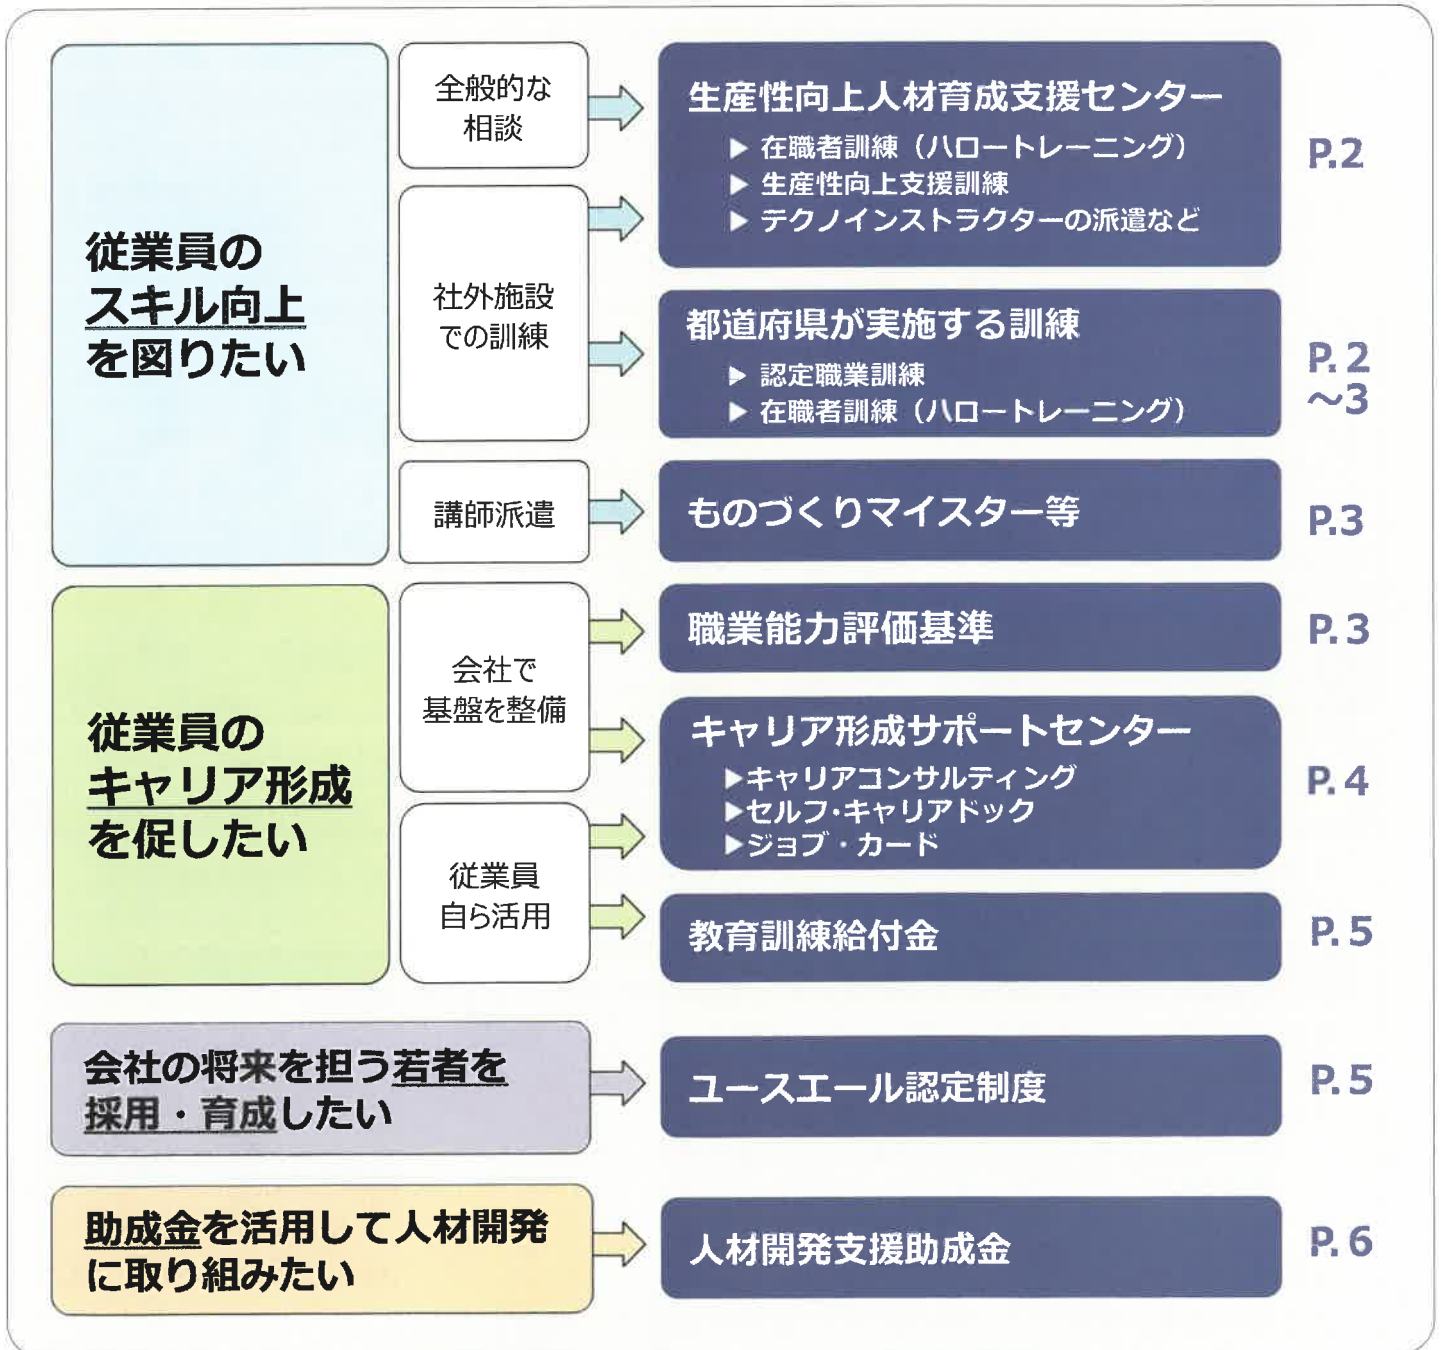 従業員の
スキル向上
を図りたい
全般的な
相談
生産性向上人材育成支援センター
▶ 在職者訓練（ハロートレーニング）
▶ 生産性向上支援訓練
▶ テクノインストラクターの派遣など
P.2
社外施設
での訓練
都道府県が実施する訓練
▶ 認定職業訓練
▶ 在職者訓練（ハロートレーニング）
P.2
～3
講師派遣
ものづくりマイスター等
P.3
従業員の
キャリア形成
を促したい
会社で
基盤を整備
職業能力評価基準
P.3
キャリア形成サポートセンター
▶キャリアコンサルティング
▶セルフ・キャリアドック
▶ジョブ・カード
P.4
従業員
自ら活用
教育訓練給付金
P.5
会社の将来を担う若者を
採用・育成したい
ユースエール認定制度
P.5
助成金を活用して人材開発
に取り組みたい
人材開発支援助成金
P.6